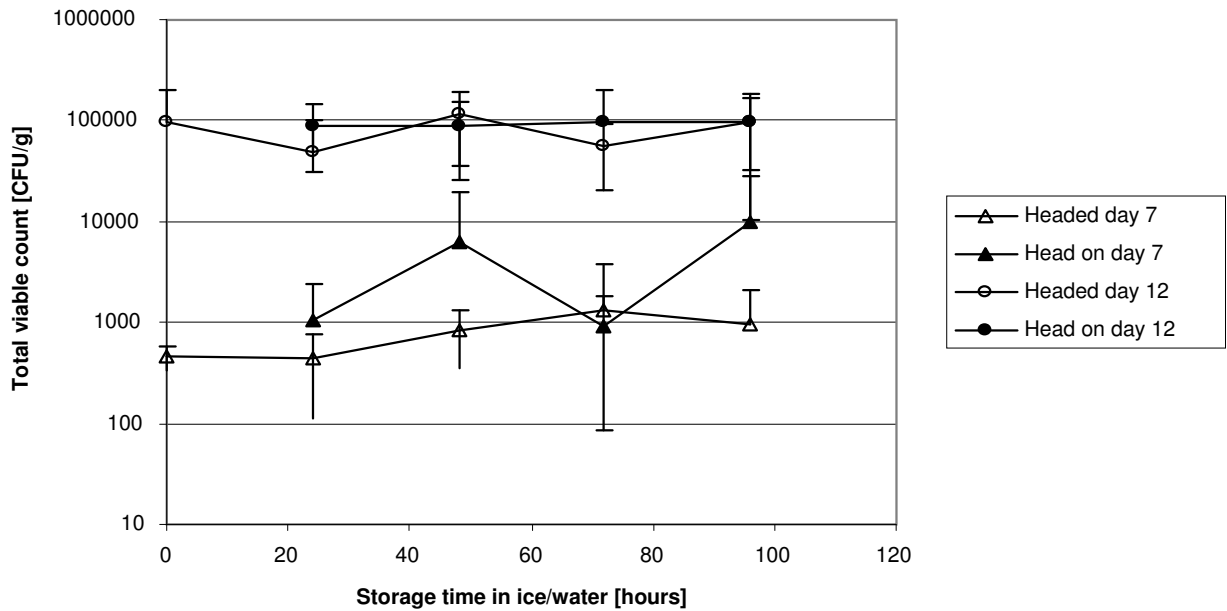 1000000
100000
10000
1000
100
10
Total viable count [CFU/g]
0 20 40 60 80 100 120
Storage time in ice/water [hours]
Headed day 7
Head on day 7
Headed day 12
Head on day 12